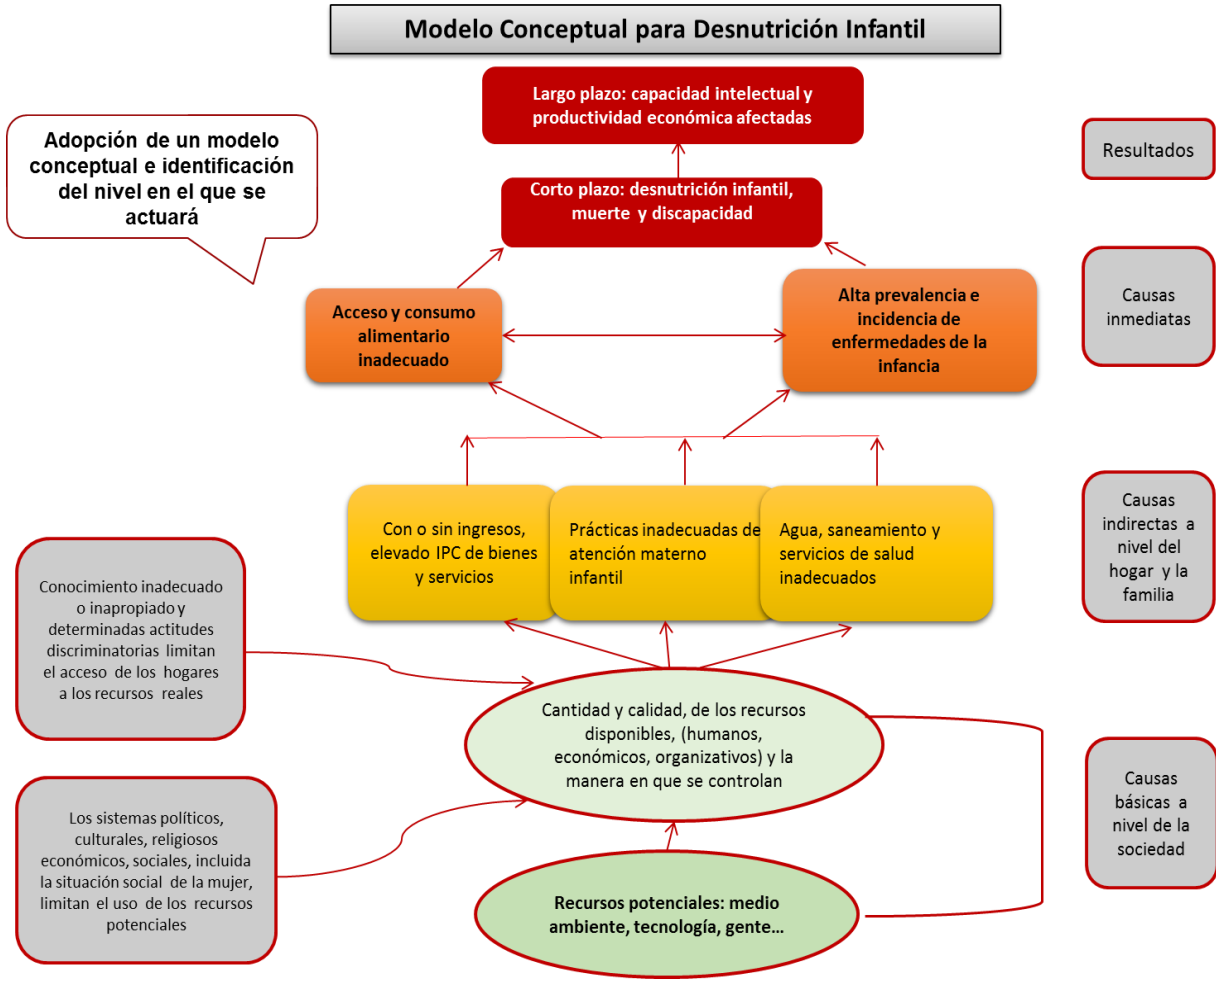 Modelo Conceptual para Desnutrición Infantil
Largo plazo: capacidad intelectual y
productividad económica afectadas
Adopción de un modelo
conceptual e identificación
del nivel en el que se
actuará
Resultados
Corto plazo: desnutrición infantil,
muerte y discapacidad
Acceso y consumo
alimentario
inadecuado
Alta prevalencia e
incidencia de
enfermedades de la
infancia
Causas
inmediatas
Con o sin ingresos,
elevado IPC de bienes
y servicios
Prácticas inadecuadas de
atención materno
infantil
Agua, saneamiento y
servicios de salud
inadecuados
Causas
indirectas a
nivel del
hogar y la
familia
Conocimiento inadecuado
o inapropiado y
determinadas actitudes
discriminatorias limitan
el acceso de los hogares
a los recursos reales
Cantidad y calidad, de los recursos
disponibles, (humanos,
económicos, organizativos) y la
manera en que se controlan
Causas
básicas a
nivel de la
sociedad
Los sistemas políticos,
culturales, religiosos
económicos, sociales, incluida
la situación social de la mujer,
limitan el uso de los recursos
potenciales
Recursos potenciales: medio
ambiente, tecnología, gente...